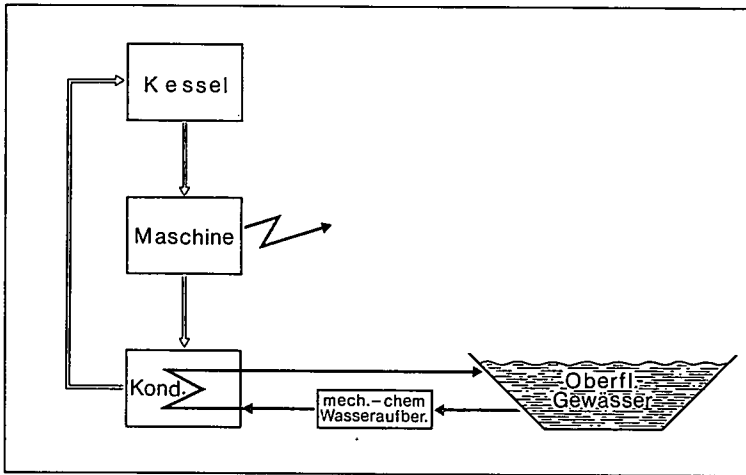 Kessel
Maschine
Kond.
mech.-chem
Wasseraufber.
Oberfl.
Gewässer